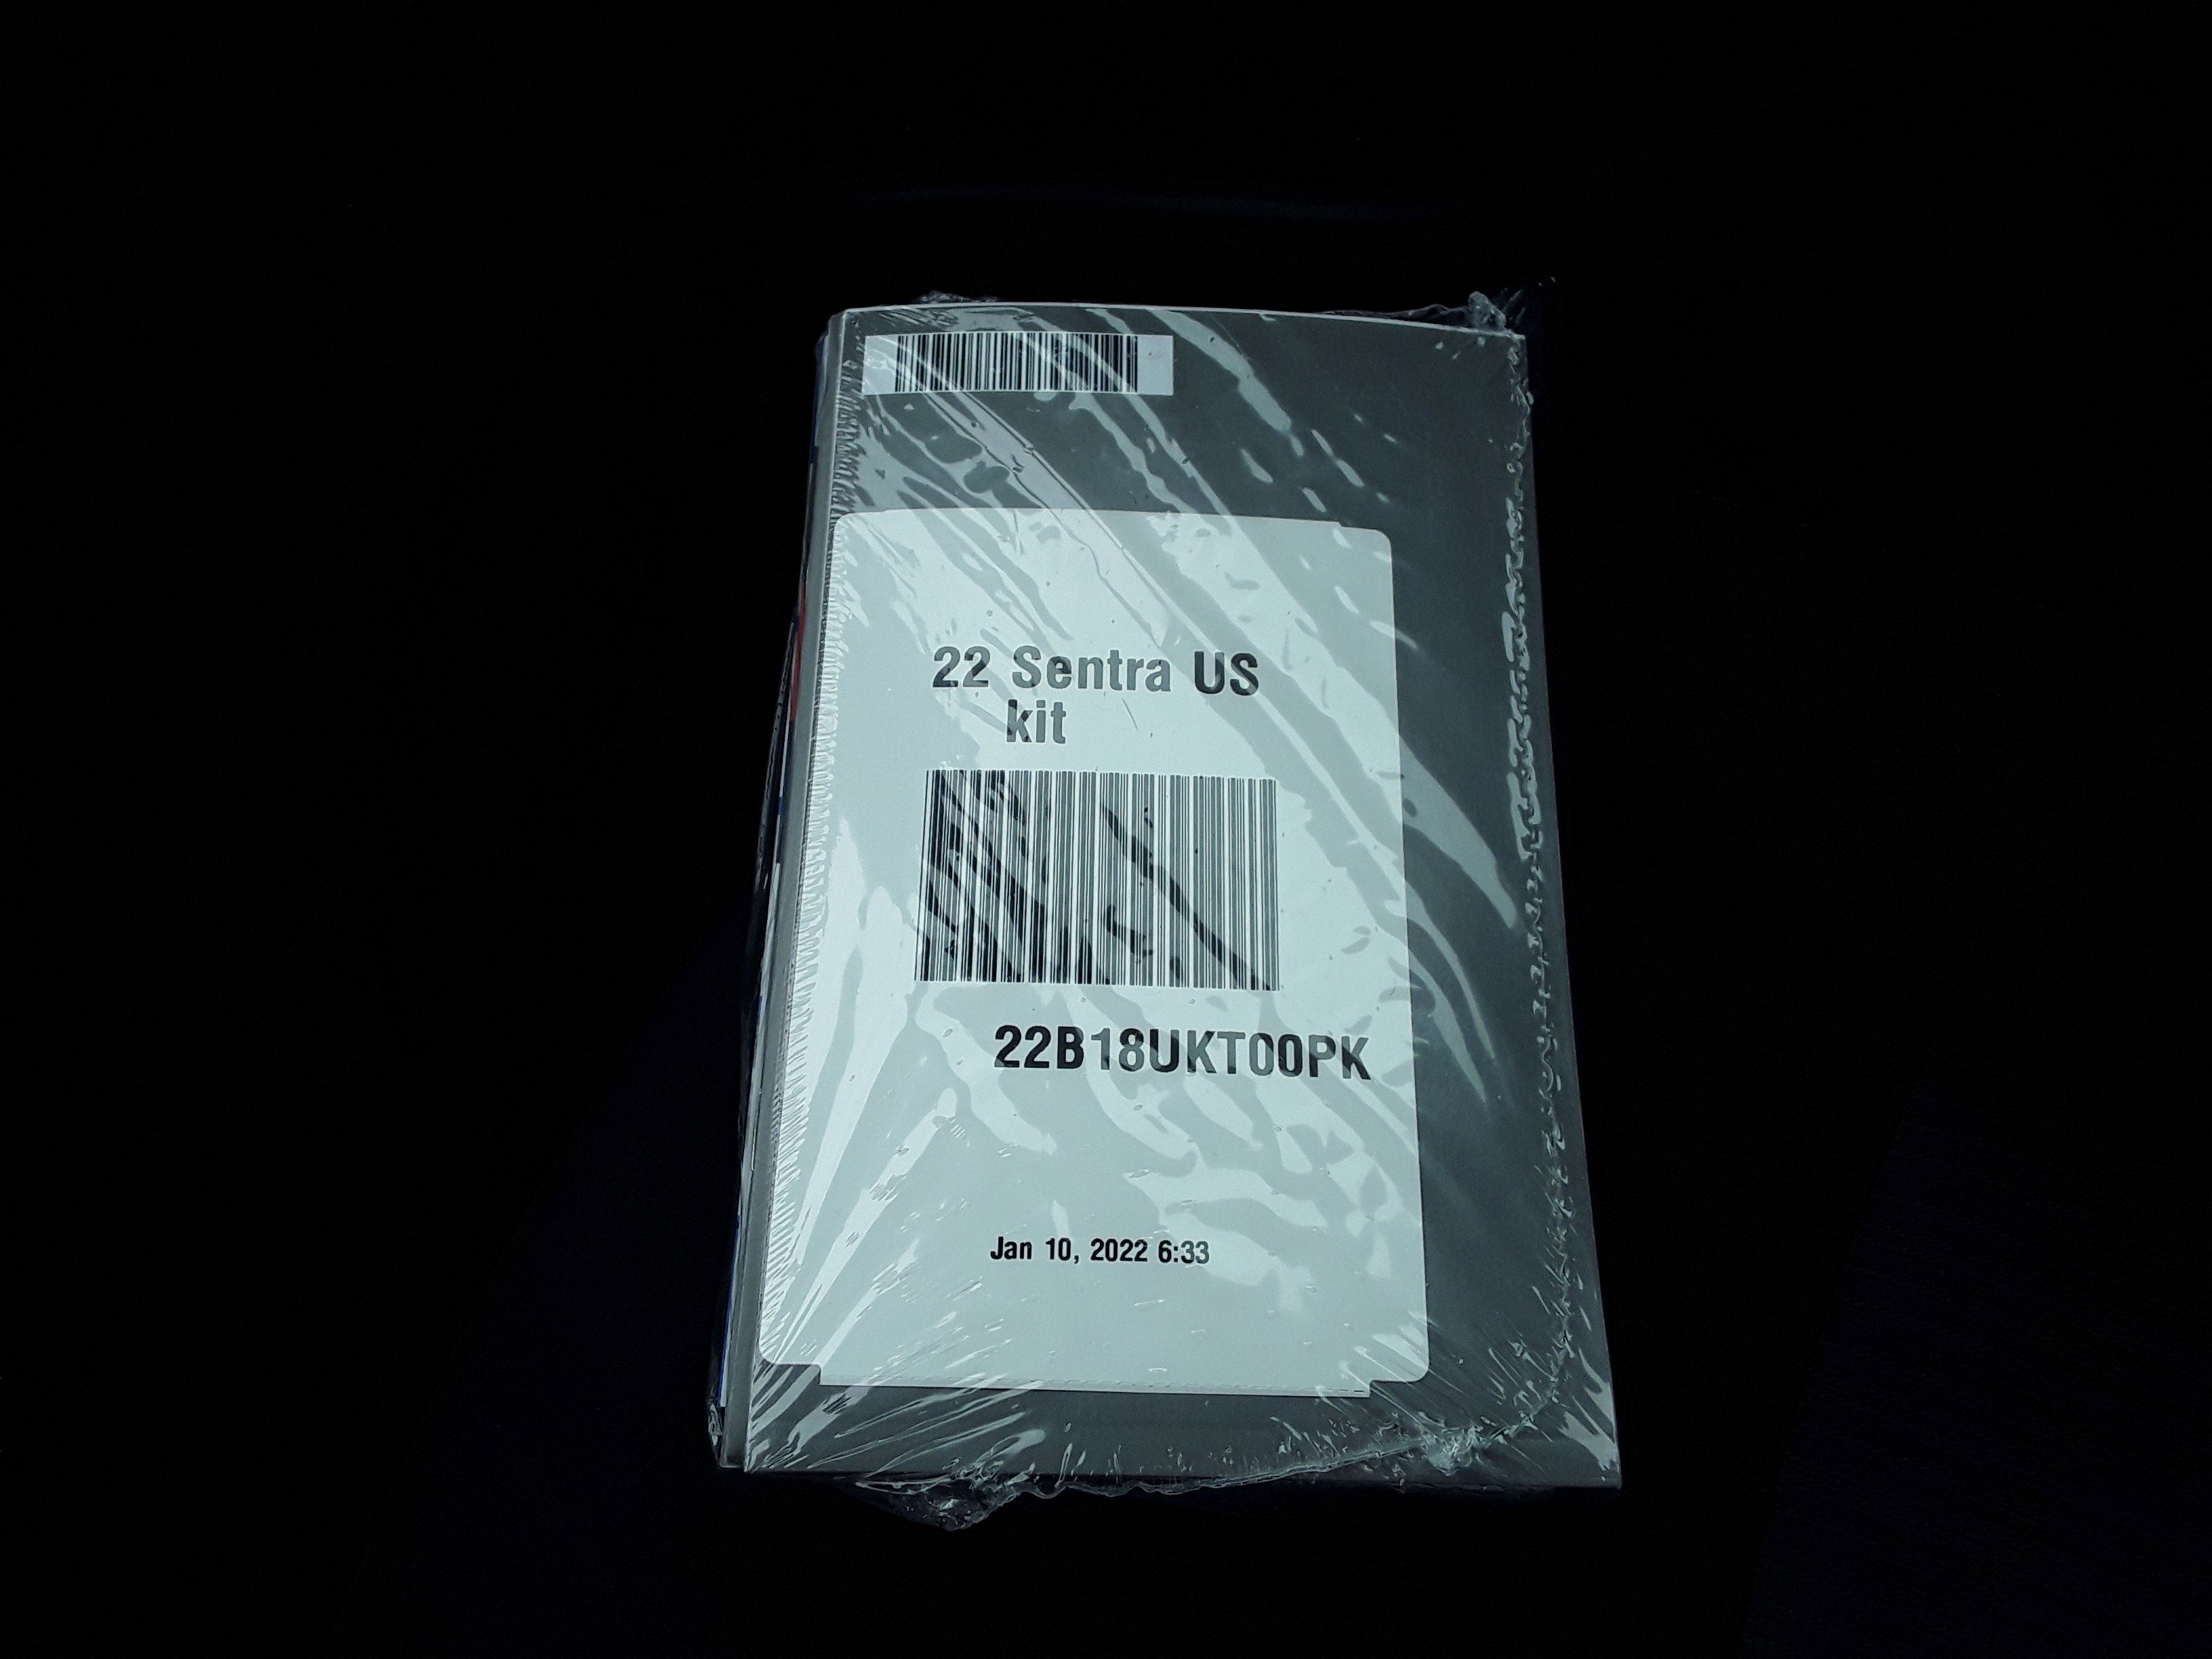 22 Sentra US
kit
22B18UKT00PK
Jan 10, 2022 6:33